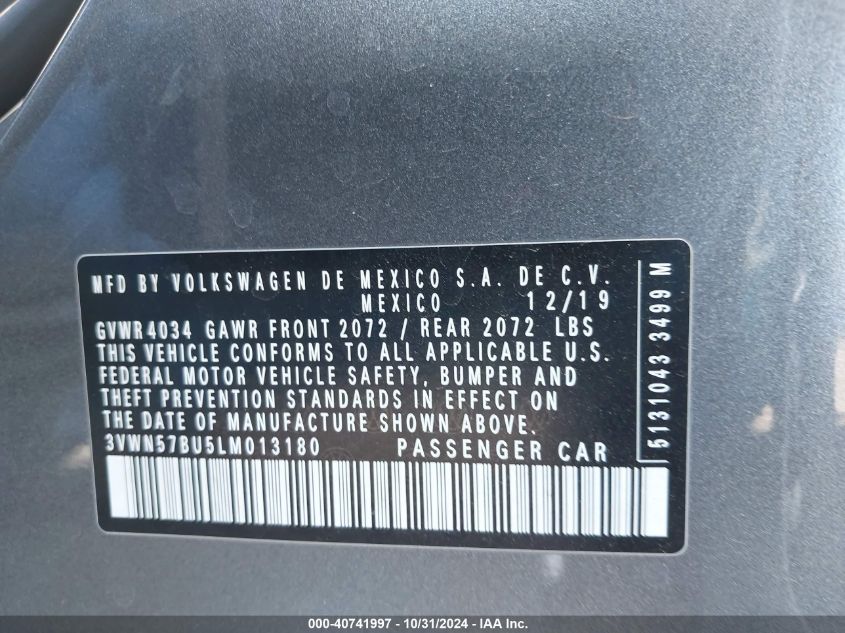 MFD BY VOLKSWAGEN DE MEXICO S.A. DE C.V.
MEXICO 12/19
GVWR4034 GAWR FRONT 2072 / REAR 2072 LBS
THIS VEHICLE CONFORMS TO ALL APPLICABLE U.S.
FEDERAL MOTOR VEHICLE SAFETY, BUMPER AND
THEFT PREVENTION STANDARDS IN EFFECT ON
THE DATE OF MANUFACTURE SHOWN ABOVE.
3VWN57BU5LM013180 PASSENGER CAR
5131043 3499 M
000-40741997 - 10/31/2024 - IAA Inc.